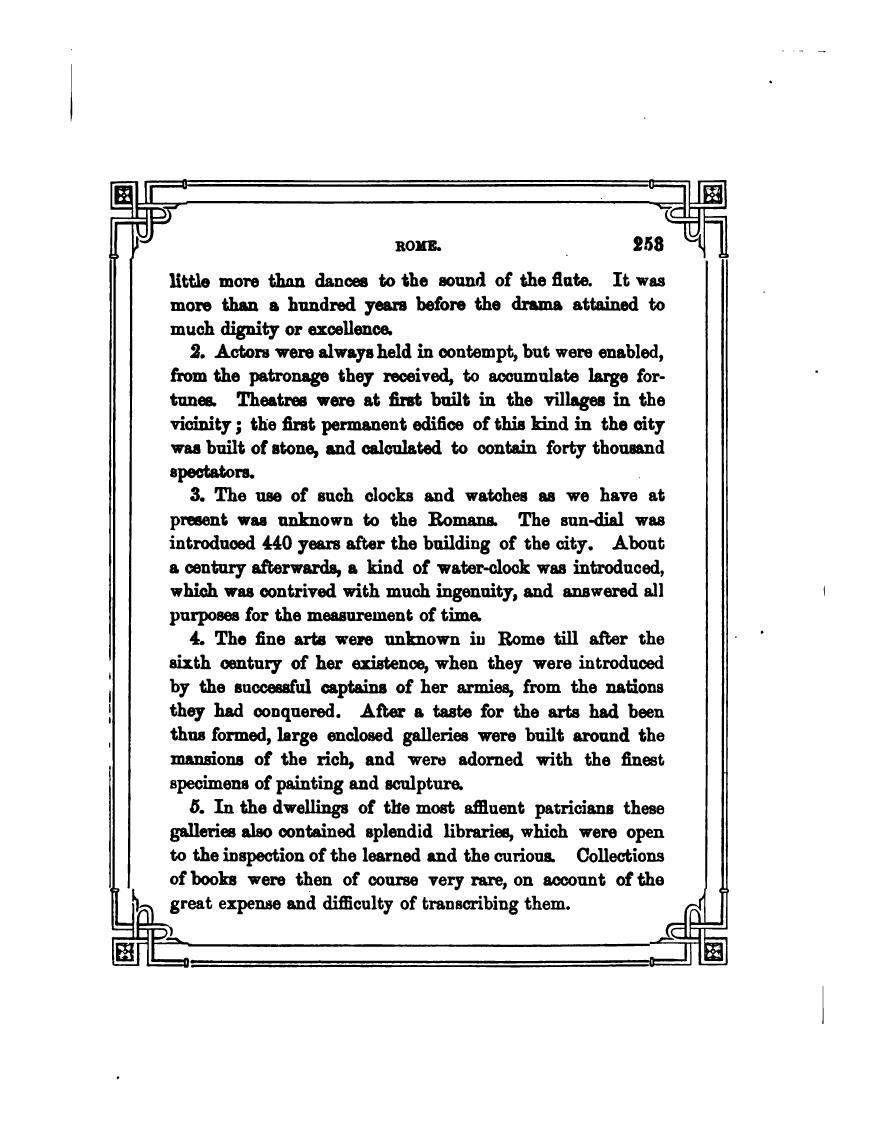 ROME. 253
little more than dances to the sound of the flute. It was
more than a hundred years before the drama attained to
much dignity or excellence.
2. Actors were always held in contempt, but were enabled,
from the patronage they received, to accumulate large for-
tunes. Theatres were at first built in the villages in the
vicinity; the first permanent edifice of this kind in the city
was built of stone, and calculated to contain forty thousand
spectators.
3. The use of such clocks and watches as we have at
present was unknown to the Romans. The sun-dial was
introduced 440 years after the building of the city. About
a century afterwards, a kind of water-clock was introduced,
which was contrived with much ingenuity, and answered all
purposes for the measurement of time.
4. The fine arts were unknown in Rome till after the
sixth century of her existence, when they were introduced
by the successful captains of her armies, from the nations
they had conquered. After a taste for the arts had been
thus formed, large enclosed galleries were built around the
mansions of the rich, and were adorned with the finest
specimens of painting and sculpture.
5. In the dwellings of the most affluent patricians these
galleries also contained splendid libraries, which were open
to the inspection of the learned and the curious. Collections
of books were then of course very rare, on account of the
great expense and difficulty of transcribing them.